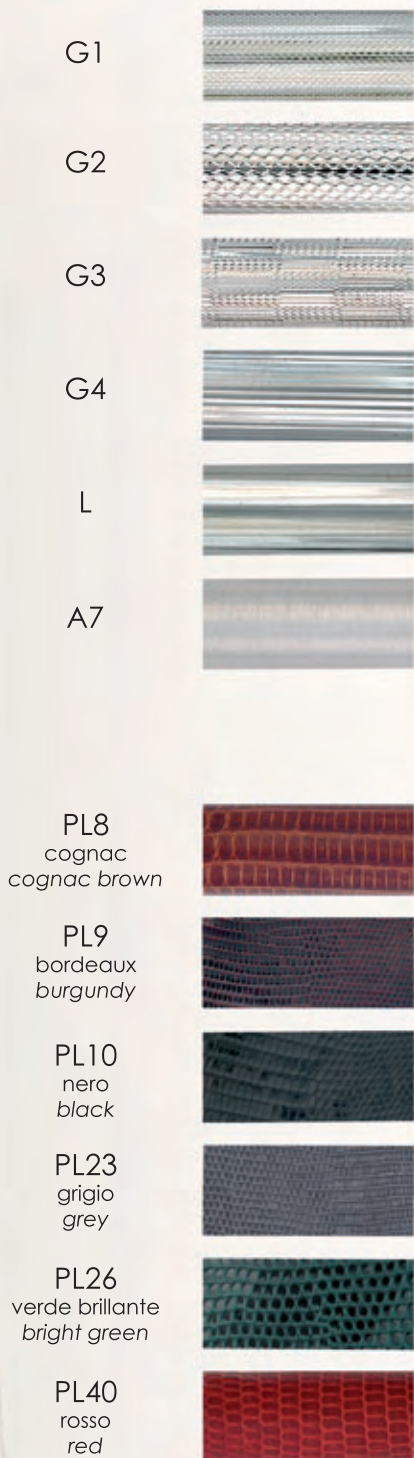 G1
G2
G3
G4
L
A7
PL8
cognac
cognac brown
PL9
bordeaux
burgundy
PL10
nero
black
PL23
grigio
grey
PL26
verde brillante
bright green
PL40
rosso
red